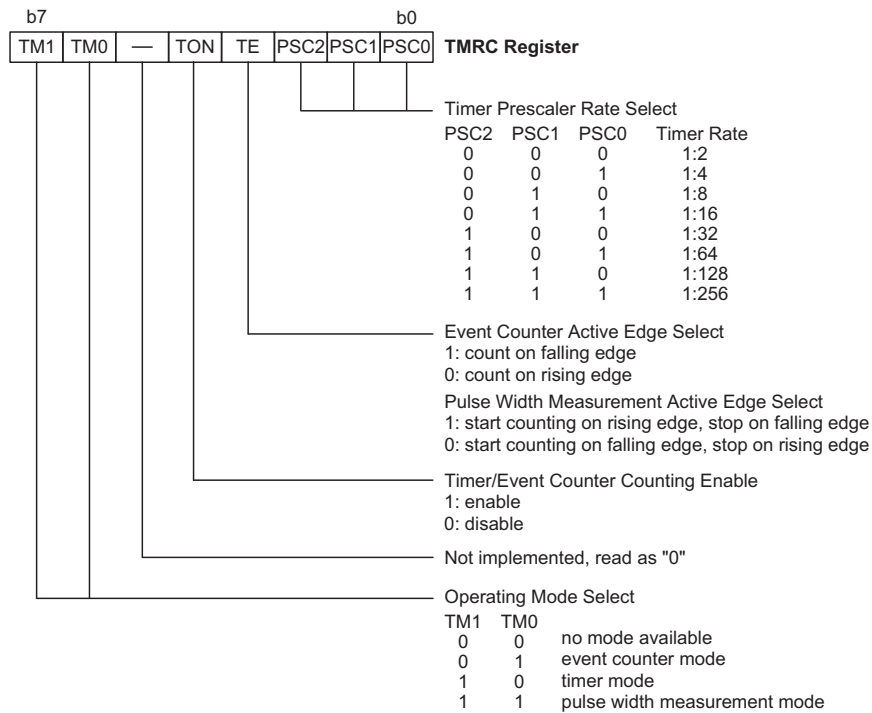 b7 b0
TM1 TM0 — TON TE PSC2 PSC1 PSC0 TMRC Register
Timer Prescaler Rate Select
PSC2 PSC1 PSC0 Timer Rate
0 0 0 1:2
0 0 1 1:4
0 1 0 1:8
0 1 1 1:16
1 0 0 1:32
1 0 1 1:64
1 1 0 1:128
1 1 1 1:256
Event Counter Active Edge Select
1: count on falling edge
0: count on rising edge
Pulse Width Measurement Active Edge Select
1: start counting on rising edge, stop on falling edge
0: start counting on falling edge, stop on rising edge
Timer/Event Counter Counting Enable
1: enable
0: disable
Not implemented, read as "0"
Operating Mode Select
TM1 TM0
0 0 no mode available
0 1 event counter mode
1 0 timer mode
1 1 pulse width measurement mode